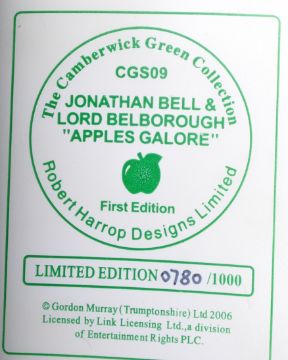 The Camberwick Green Collection
CGS09
JONATHAN BELL &
LORD BELBOROUGH
"APPLES GALORE"
First Edition
Robert Harrop Designs Limited
LIMITED EDITION 0780 /1000
© Gordon Murray (Trumptonshire) Ltd 2006
Licensed by Link Licensing Ltd., a division
of Entertainment Rights PLC.